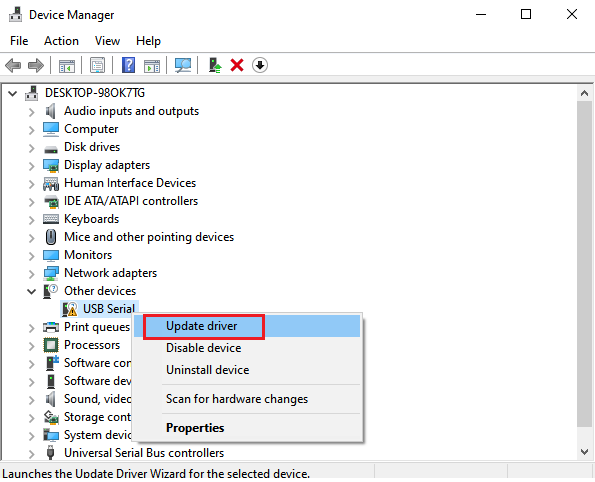 Device Manager
File Action View Help
DESKTOP-98OK7TG
Audio inputs and outputs
Computer
Disk drives
Display adapters
Human Interface Devices
IDE ATA/ATAPI controllers
Keyboards
Mice and other pointing devices
Monitors
Network adapters
Other devices
USB Serial
Update driver
Print queues
Disable device
Processors
Uninstall device
Software con
Software dev
Scan for hardware changes
Sound, video
Storage cont
Properties
System devic
Universal Serial Bus controllers
Launches the Update Driver Wizard for the selected device.